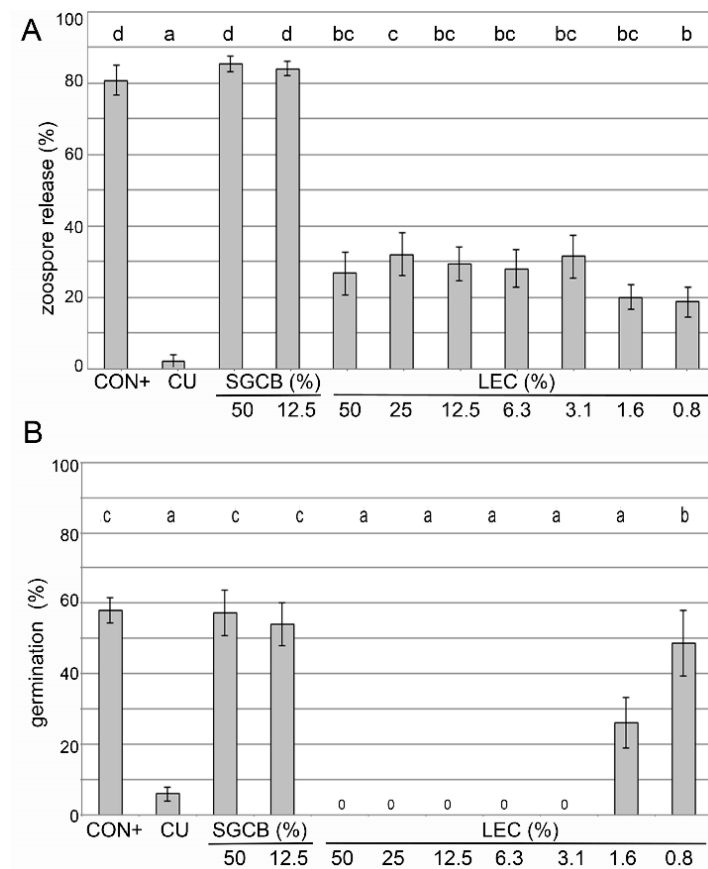 A
100
d a d d bc c bc bc bc bc b
80
60
40
20
0
zoospore release (%)
CON+ CU SGCB (%) LEC (%)
50 12.5 50 25 12.5 6.3 3.1 1.6 0.8
B
100
c a c c a a a a a a b
80
60
40
20
0
germination (%)
0 0 0 0 0
CON+ CU SGCB (%) LEC (%)
50 12.5 50 25 12.5 6.3 3.1 1.6 0.8